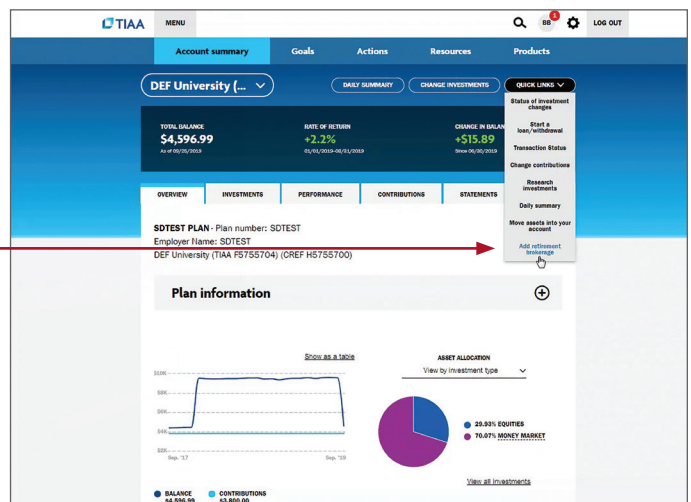 TIAA
MENU
BB
1
LOG OUT
Account summary
Goals
Actions
Resources
Products
DEF University (...
DAILY SUMMARY
CHANGE INVESTMENTS
QUICK LINKS
Status of investment
changes
Start a
loan/withdrawal
Transaction Status
Change contributions
Research
investments
Daily summary
Move assets into your
account
Add retirement
brokerage
TOTAL BALANCE
$4,596.99
As of 09/25/2019
RATE OF RETURN
+2.2%
01/01/2019-08/31/2019
CHANGE IN BALAN
+$15.89
Since 06/30/2019
OVERVIEW
INVESTMENTS
PERFORMANCE
CONTRIBUTIONS
STATEMENTS
SDTEST PLAN - Plan number: SDTEST
Employer Name: SDTEST
DEF University (TIAA F5755704) (CREF H5755700)
Plan information
Show as a table
$10K
$8K
$6K
$4K
$2K
Sep. '17
Sep. '19
BALANCE
$4,596.99
CONTRIBUTIONS
$3,800.00
ASSET ALLOCATION
View by investment type
29.93% EQUITIES
70.07% MONEY MARKET
View all investments